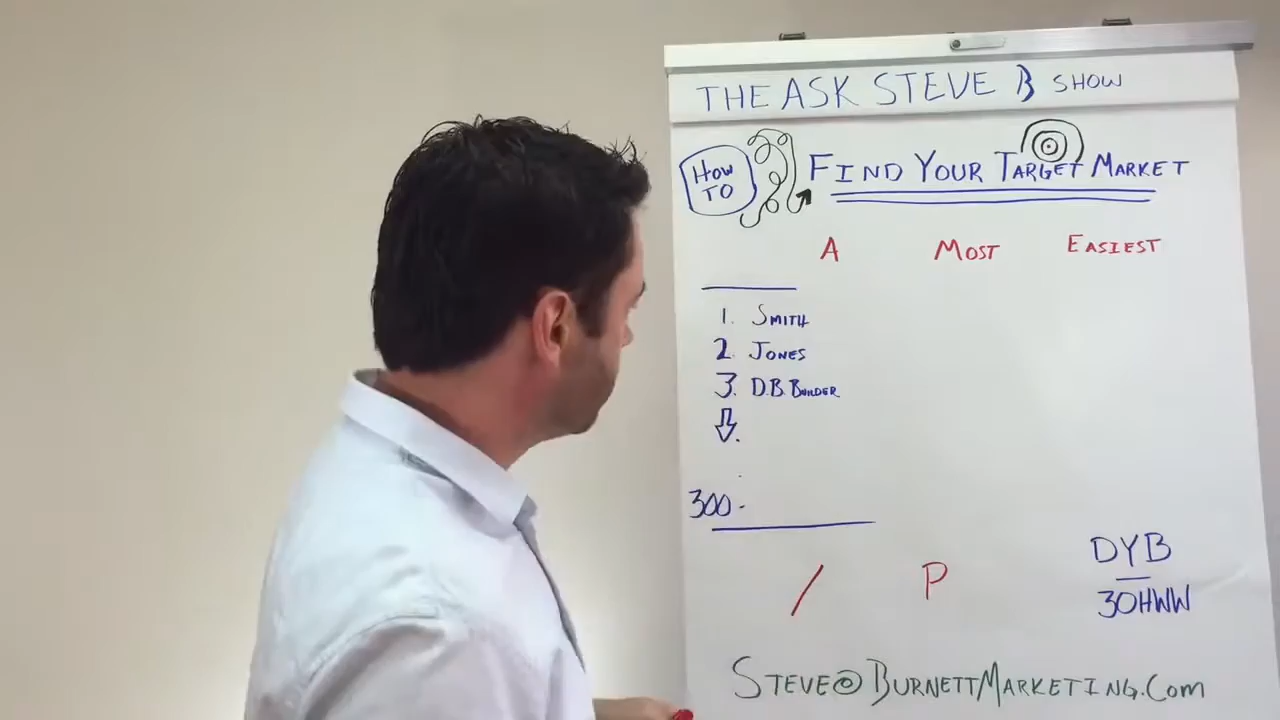 THE ASK STEVE B SHOW
HOW TO
FIND YOUR TARGET MARKET
A MOST EASIEST
1. SMITH
2. JONES
3. D.B. BUILDER
300.
/ P
DYB
30HWW
STEVE@BURNETTMARKETING.COM